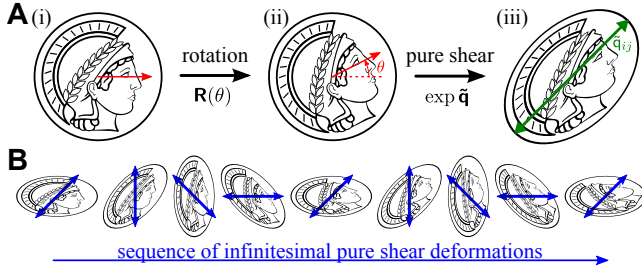 A (i) (ii) (iii)
rotation
R(θ)
θ
pure shear
exp q̃
q̃ij
B
sequence of infinitesimal pure shear deformations